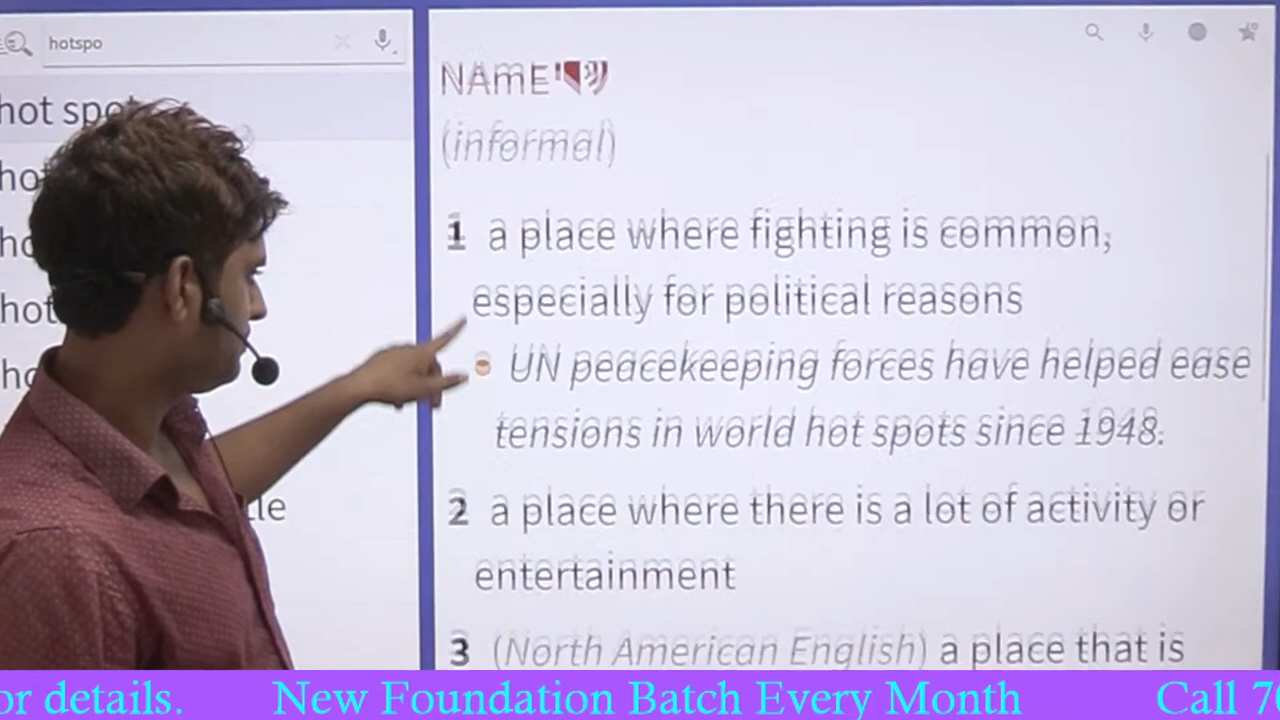 hotspo
hot spot
NAmE
(informal)
1 a place where fighting is common,
especially for political reasons
UN peacekeeping forces have helped ease
tensions in world hot spots since 1948.
2 a place where there is a lot of activity or
entertainment
3 (North American English) a place that is
or details. New Foundation Batch Every Month Call 70